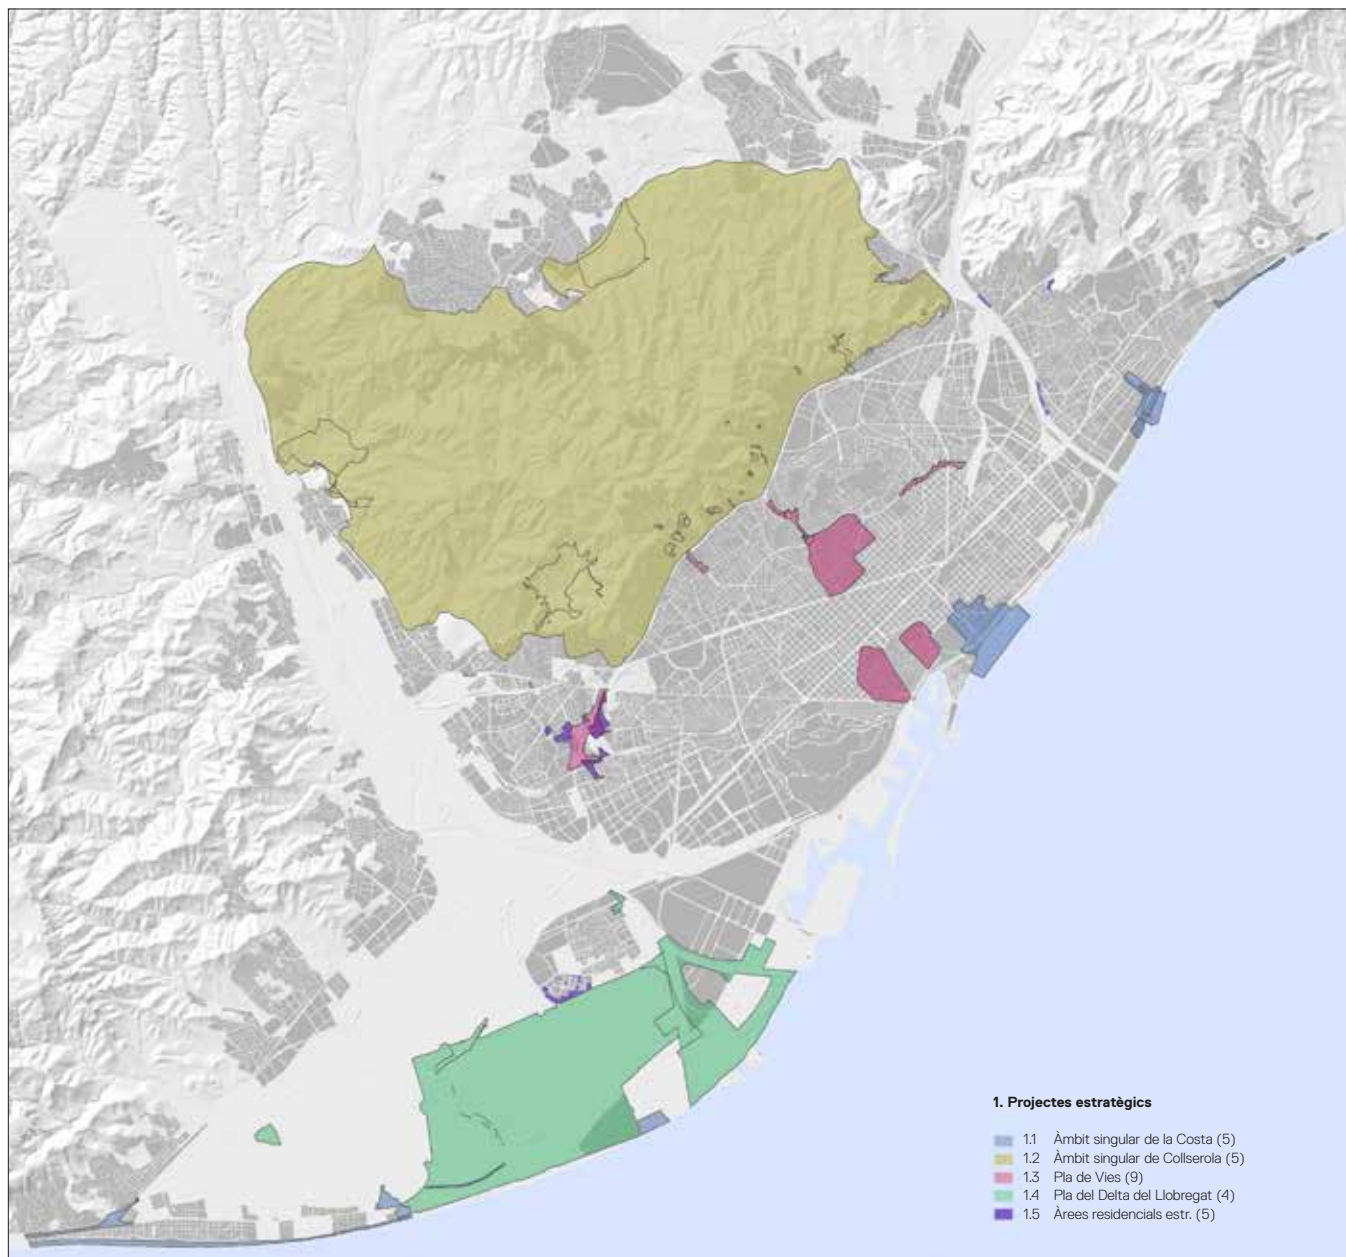 1. Projectes estratègics
1.1 Àmbit singular de la Costa (5)
1.2 Àmbit singular de Collserola (5)
1.3 Pla de Vies (9)
1.4 Pla del Delta del Llobregat (4)
1.5 Àrees residencials estr. (5)